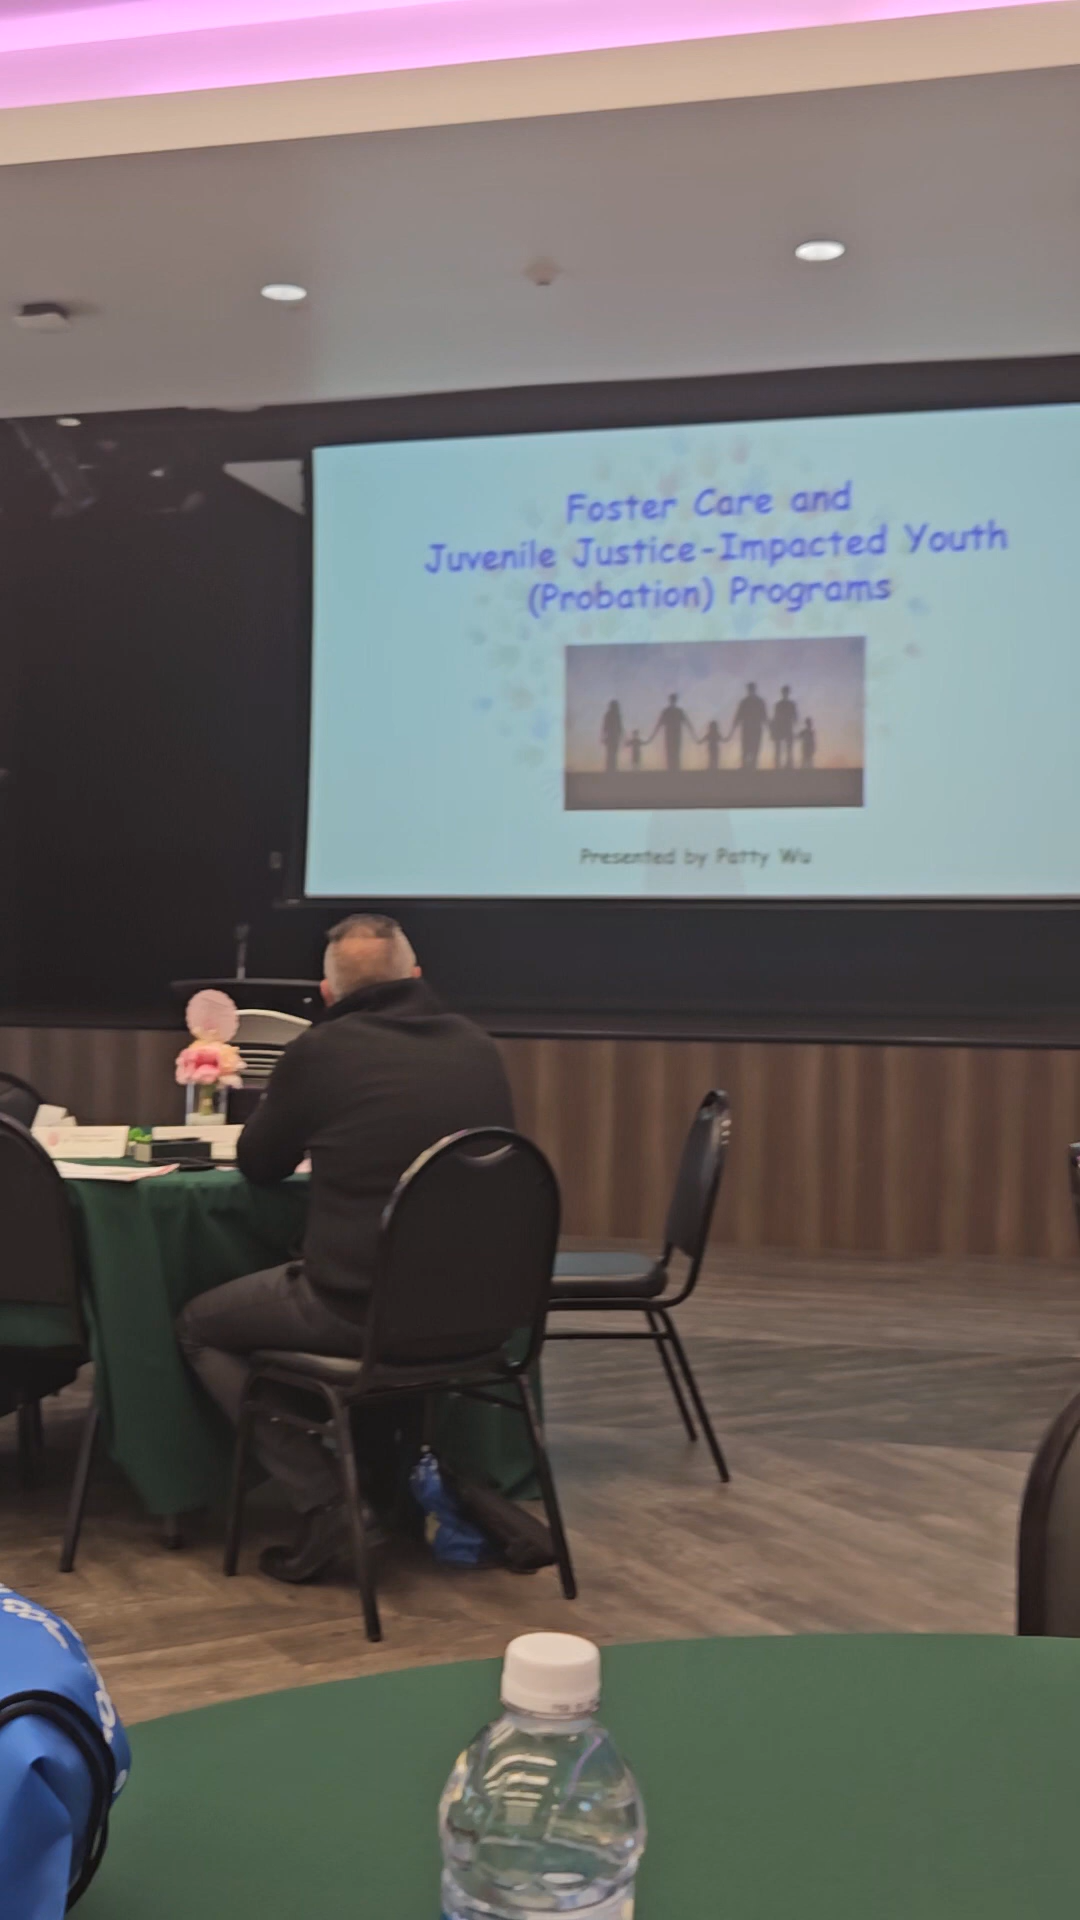 Foster Care and
Juvenile Justice-Impacted Youth
(Probation) Programs
Presented by Patty Wu